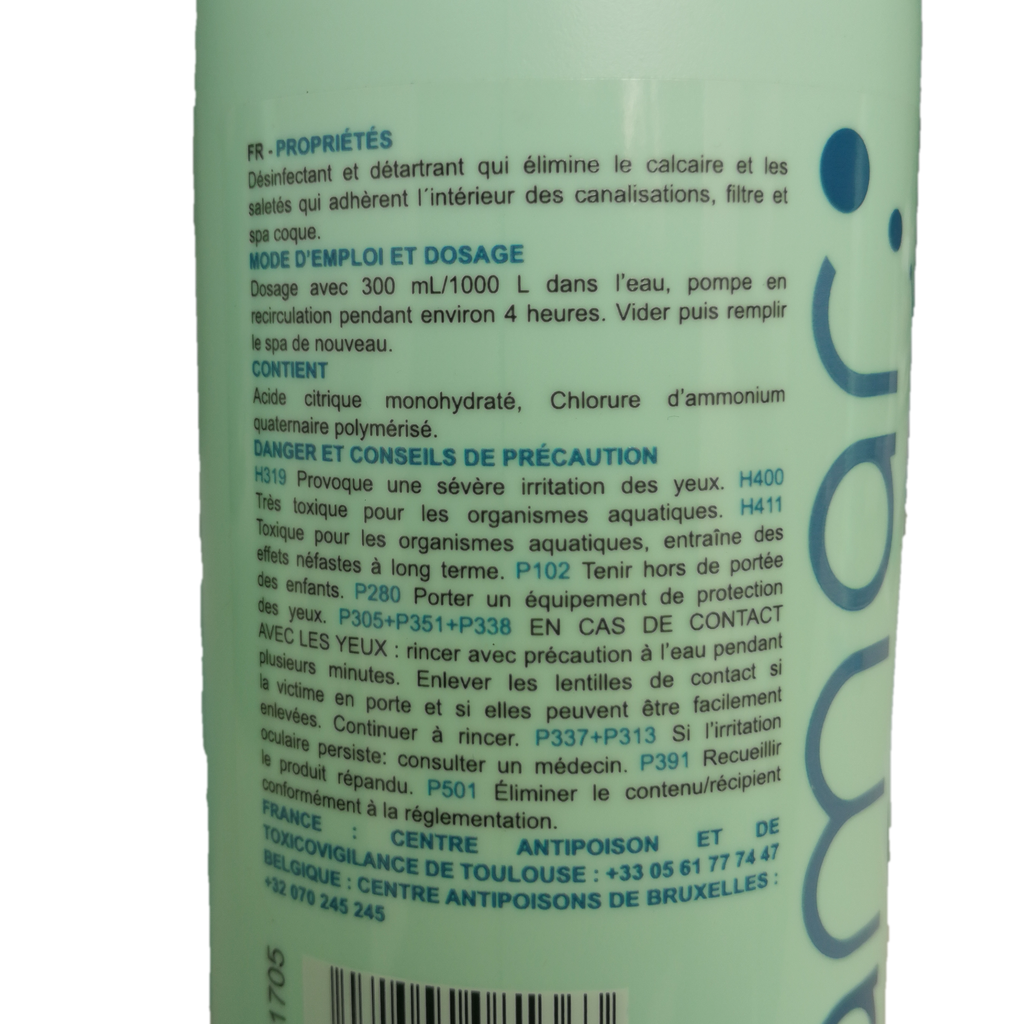 FR - PROPRIÉTÉS
Désinfectant et détartrant qui élimine le calcaire et les
saletés qui adhèrent l´intérieur des canalisations, filtre et
spa coque.
MODE D'EMPLOI ET DOSAGE
Dosage avec 300 mL/1000 L dans l'eau, pompe en
recirculation pendant environ 4 heures. Vider puis remplir
le spa de nouveau.
CONTIENT
Acide citrique monohydraté, Chlorure d'ammonium
quaternaire polymérisé.
DANGER ET CONSEILS DE PRÉCAUTION
H319 Provoque une sévère irritation des yeux. H400
Très toxique pour les organismes aquatiques. H411
Toxique pour les organismes aquatiques, entraîne des
effets néfastes à long terme. P102 Tenir hors de portée
des enfants. P280 Porter un équipement de protection
des yeux. P305+P351+P338 EN CAS DE CONTACT
AVEC LES YEUX : rincer avec précaution à l'eau pendant
plusieurs minutes. Enlever les lentilles de contact si
la victime en porte et si elles peuvent être facilement
enlevées. Continuer à rincer. P337+P313 Si l'irritation
oculaire persiste: consulter un médecin. P391 Recueillir
le produit répandu. P501 Éliminer le contenu/récipient
conformément à la réglementation.
FRANCE : CENTRE ANTIPOISON ET DE
TOXICOVIGILANCE DE TOULOUSE : +33 05 61 77 74 47
BELGIQUE : CENTRE ANTIPOISONS DE BRUXELLES :
+32 070 245 245
1705
amar